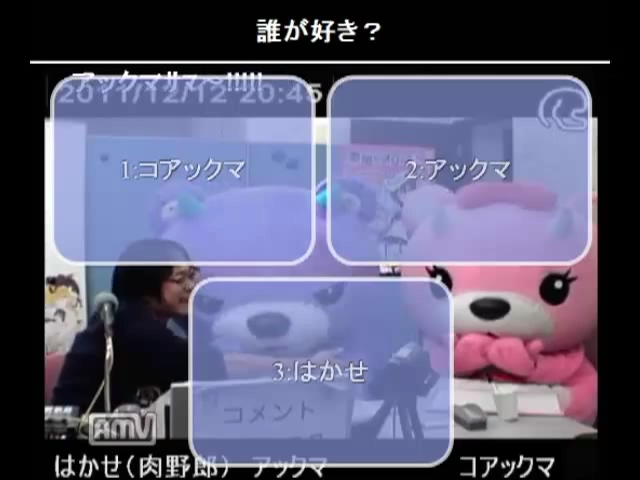 誰が好き?
アックマリマ～!!!!!
2011/12/12 20:45
1:コアックマ
2:アックマ
3:はかせ
コメント
AMV
はかせ(肉野郎) アックマ コアックマ